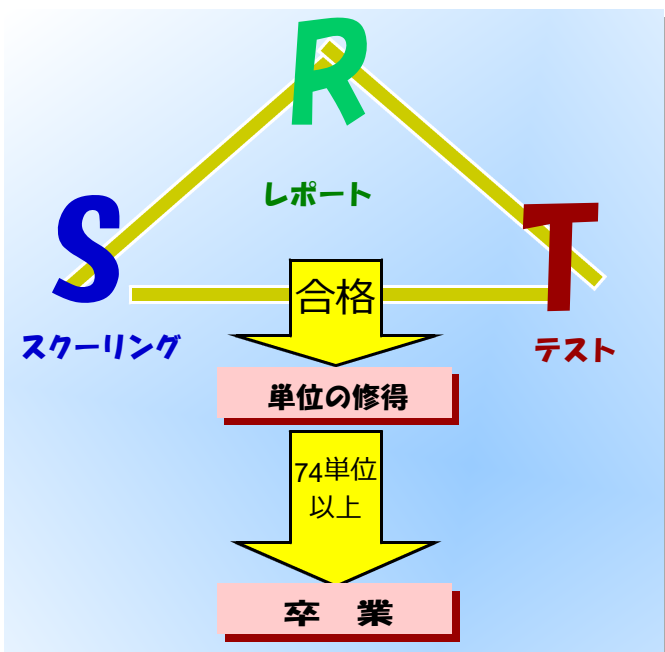 R
レポート
S
T
スクーリング
テスト
合格
単位の修得
74単位
以上
卒 業